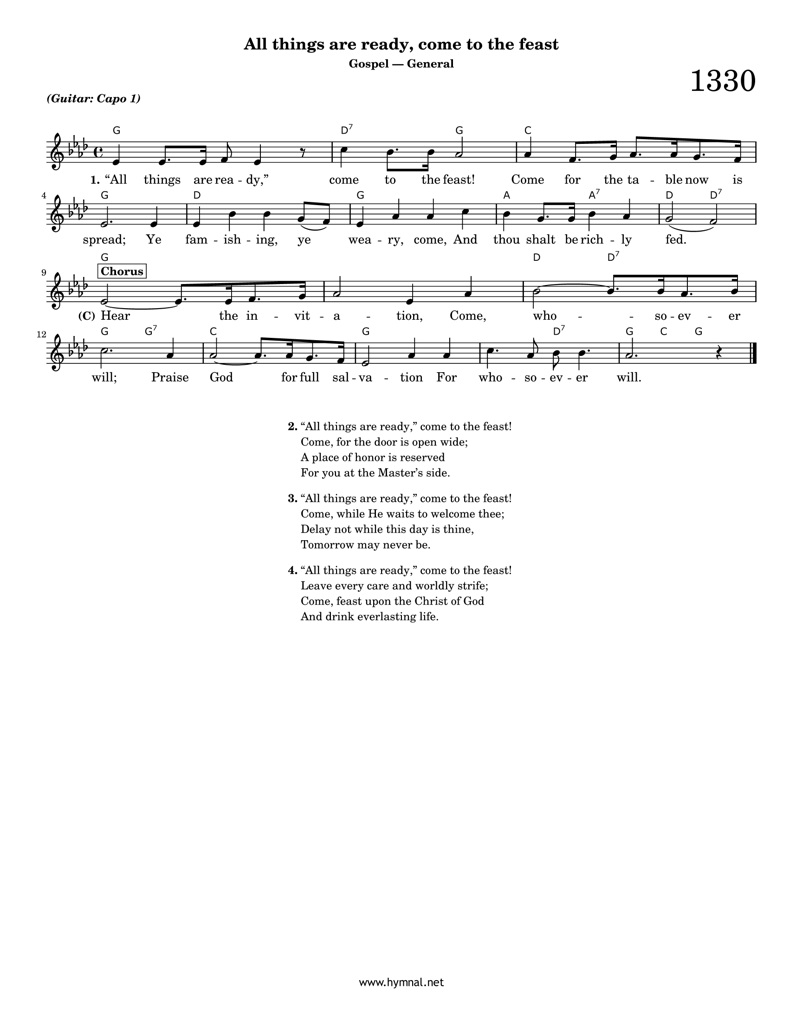 All things are ready, come to the feast
Gospel — General
1330
(Guitar: Capo 1)
G D7 G C
1. “All things are rea - dy,” come to the feast! Come for the ta - ble now is
4 G D G A A7 D D7
spread; Ye fam - ish - ing, ye wea - ry, come, And thou shalt be rich - ly fed.
G D D7
9 Chorus
(C) Hear the in - vit - a - tion, Come, who - - so - ev - er
12 G G7 C G D7 G C G
will; Praise God for full sal - va - tion For who - so - ev - er will.
2. “All things are ready,” come to the feast!
Come, for the door is open wide;
A place of honor is reserved
For you at the Master’s side.
3. “All things are ready,” come to the feast!
Come, while He waits to welcome thee;
Delay not while this day is thine,
Tomorrow may never be.
4. “All things are ready,” come to the feast!
Leave every care and worldly strife;
Come, feast upon the Christ of God
And drink everlasting life.
www.hymnal.net